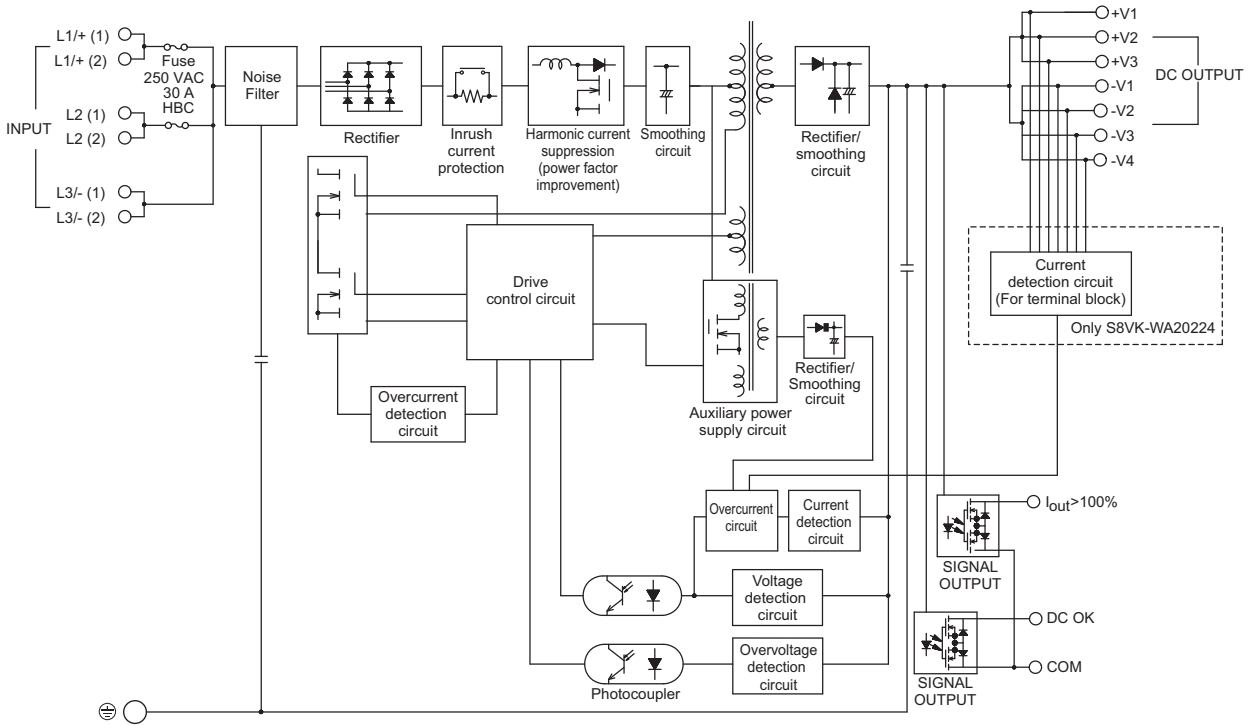 INPUT
L1/+ (1)
L1/+ (2)
L2 (1)
L2 (2)
L3/- (1)
L3/- (2)
Fuse
250 VAC
30 A
HBC
Noise
Filter
Rectifier
Inrush
current
protection
Harmonic current
suppression
(power factor
improvement)
Smoothing
circuit
Rectifier/
smoothing
circuit
+V1
+V2
+V3
-V1
-V2
-V3
-V4
DC OUTPUT
Current
detection circuit
(For terminal block)
Only S8VK-WA20224
Drive
control circuit
Overcurrent
detection
circuit
Auxiliary power
supply circuit
Rectifier/
Smoothing
circuit
Overcurrent
circuit
Current
detection
circuit
Voltage
detection
circuit
Overvoltage
detection
circuit
Photocoupler
SIGNAL
OUTPUT
Iout>100%
SIGNAL
OUTPUT
DC OK
COM